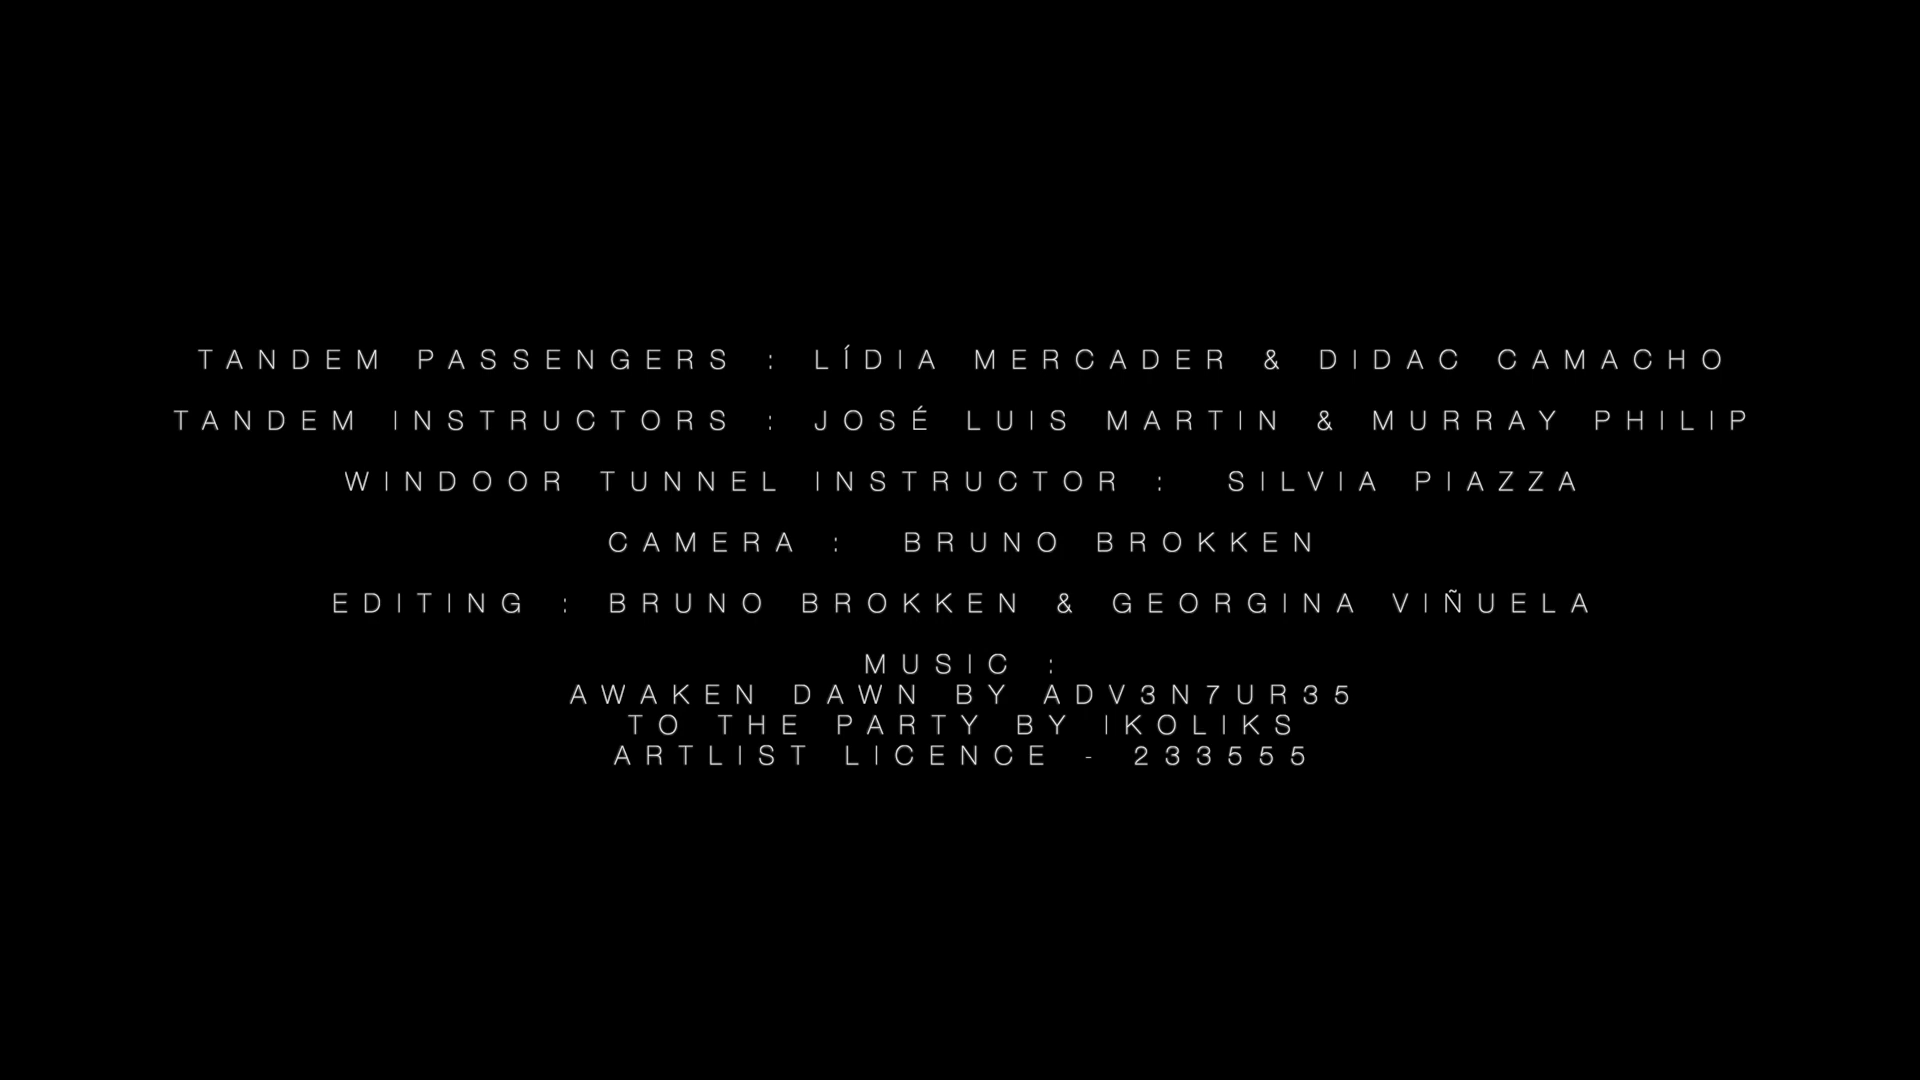 TANDEM PASSENGERS : LÍDIA MERCADER & DIDAC CAMACHO
TANDEM INSTRUCTORS : JOSÉ LUIS MARTIN & MURRAY PHILIP
WINDOOR TUNNEL INSTRUCTOR : SILVIA PIAZZA
CAMERA : BRUNO BROKKEN
EDITING : BRUNO BROKKEN & GEORGINA VIÑUELA
MUSIC :
AWAKEN DAWN BY ADV3N7UR35
TO THE PARTY BY IKOLIKS
ARTLIST LICENCE - 233555